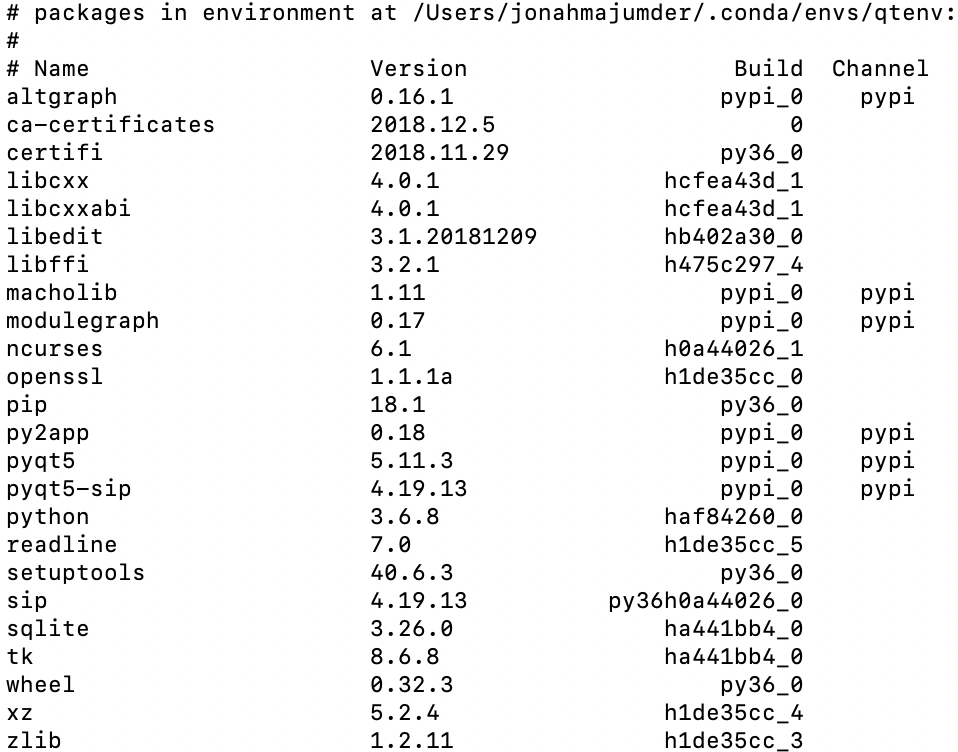 # packages in environment at /Users/jonahmajumder/.conda/envs/qtenv:
#
# Name                    Version                   Build  Channel
altgraph                  0.16.1                   pypi_0    pypi
ca-certificates           2018.12.5                     0
certifi                   2018.11.29               py36_0
libcxx                    4.0.1                hcfea43d_1
libcxxabi                 4.0.1                hcfea43d_1
libedit                   3.1.20181209         hb402a30_0
libffi                    3.2.1                h475c297_4
macholib                  1.11                     pypi_0    pypi
modulegraph               0.17                     pypi_0    pypi
ncurses                   6.1                  h0a44026_1
openssl                   1.1.1a               h1de35cc_0
pip                       18.1                     py36_0
py2app                    0.18                     pypi_0    pypi
pyqt5                     5.11.3                   pypi_0    pypi
pyqt5-sip                 4.19.13                  pypi_0    pypi
python                    3.6.8                haf84260_0
readline                  7.0                  h1de35cc_5
setuptools                40.6.3                   py36_0
sip                       4.19.13          py36h0a44026_0
sqlite                    3.26.0               ha441bb4_0
tk                        8.6.8                ha441bb4_0
wheel                     0.32.3                   py36_0
xz                        5.2.4                h1de35cc_4
zlib                      1.2.11               h1de35cc_3